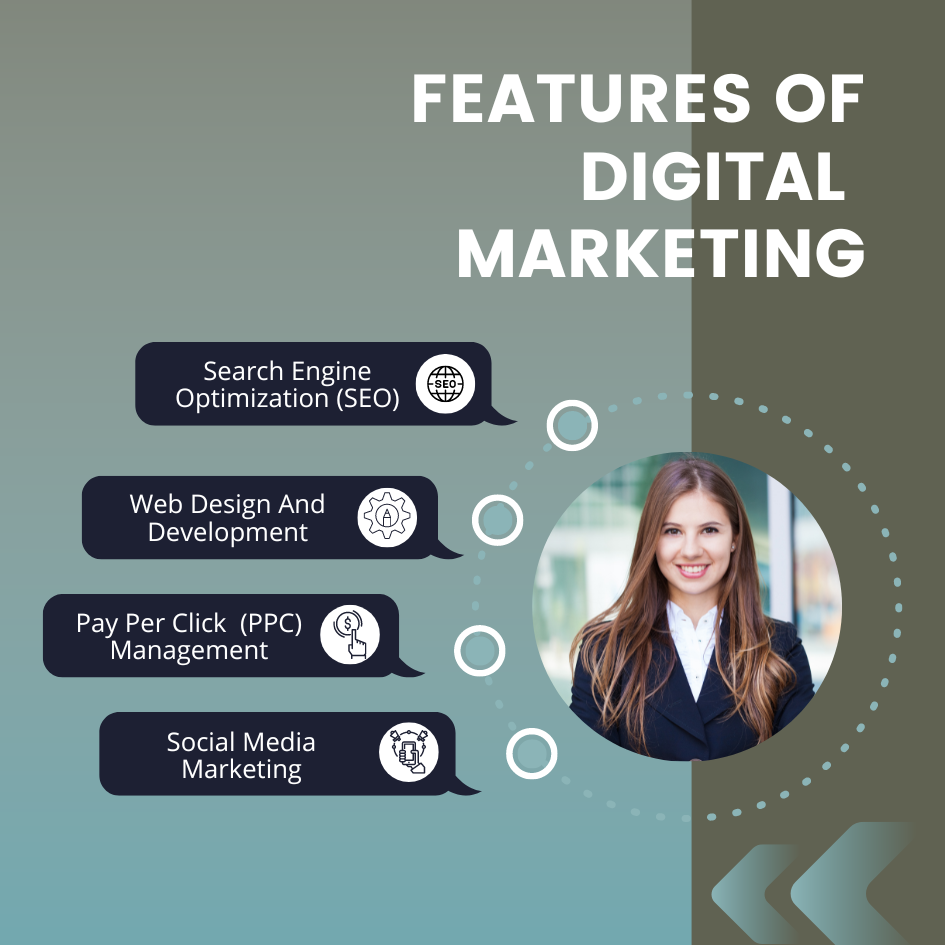 FEATURES OF
DIGITAL
MARKETING
Search Engine
Optimization (SEO)
SEO
Web Design And
Development
Pay Per Click (PPC)
Management
$
Social Media
Marketing